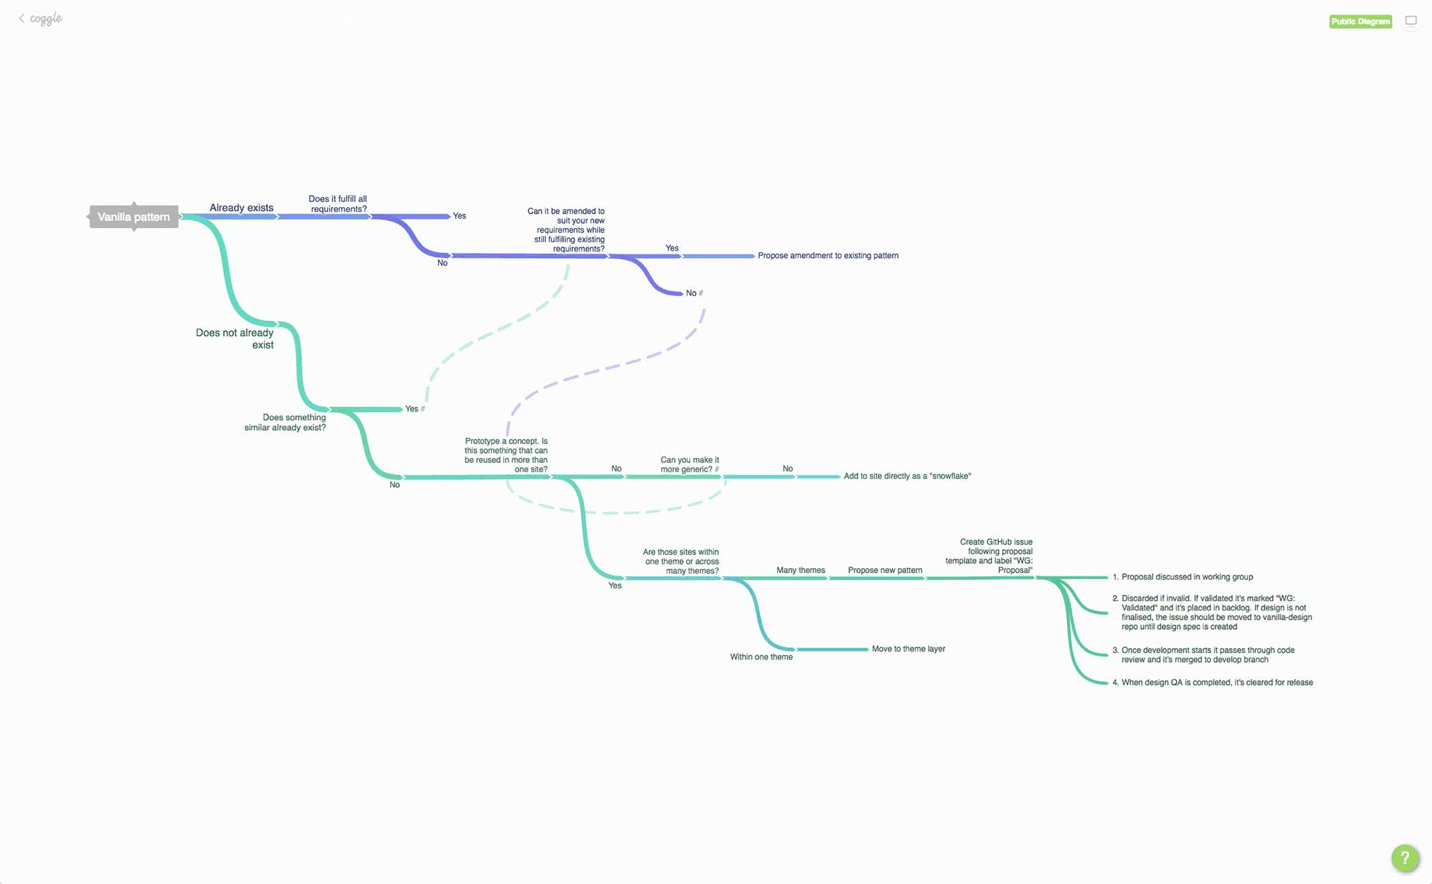 coggle
Public Diagram
Vanilla pattern
Already exists
Does it fulfill all
requirements?
Yes
No
Can it be amended to
suit your new
requirements while
still fulfilling existing
requirements?
Yes
Propose amendment to existing pattern
No #
Does not already
exist
Does something
similar already exist?
Yes #
No
Prototype a concept. Is
this something that can
be reused in more than
one site?
No
Can you make it
more generic? #
No
Add to site directly as a "snowflake"
Yes
Are those sites within
one theme or across
many themes?
Many themes
Propose new pattern
Create GitHub issue
following proposal
template and label "WG:
Proposal"
1. Proposal discussed in working group
2. Discarded if invalid. If validated it's marked "WG:
Validated" and it's placed in backlog. If design is not
finalised, the issue should be moved to vanilla-design
repo until design spec is created
3. Once development starts it passes through code
review and it's merged to develop branch
4. When design QA is completed, it's cleared for release
Within one theme
Move to theme layer
?